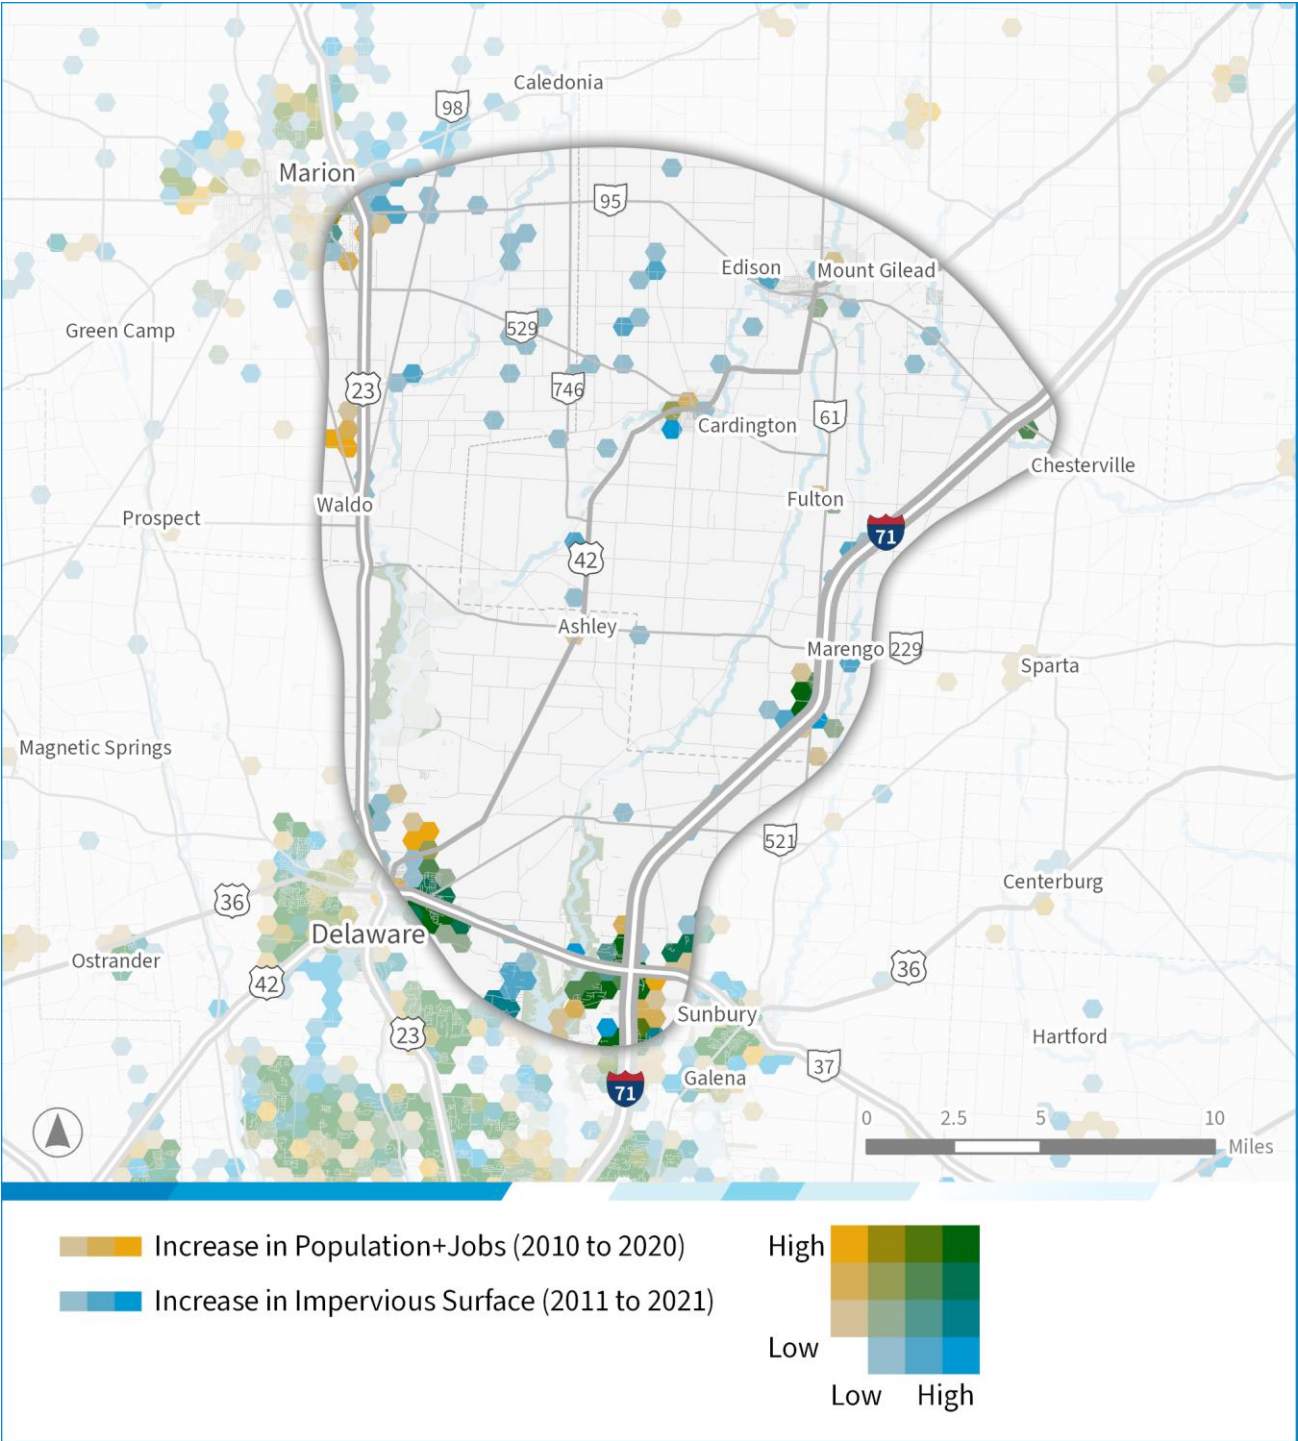 Caledonia
98
Marion
95
Edison
Mount Gilead
Green Camp
529
23
746
61
Cardington
Chesterville
Waldo
Fulton
Prospect
71
42
Ashley
Marengo
229
Sparta
Magnetic Springs
521
36
Centerburg
Delaware
Ostrander
42
36
Sunbury
23
Hartford
37
Galena
71
0 2.5 5 10
Miles
Increase in Population+Jobs (2010 to 2020)
High
Increase in Impervious Surface (2011 to 2021)
Low
Low High